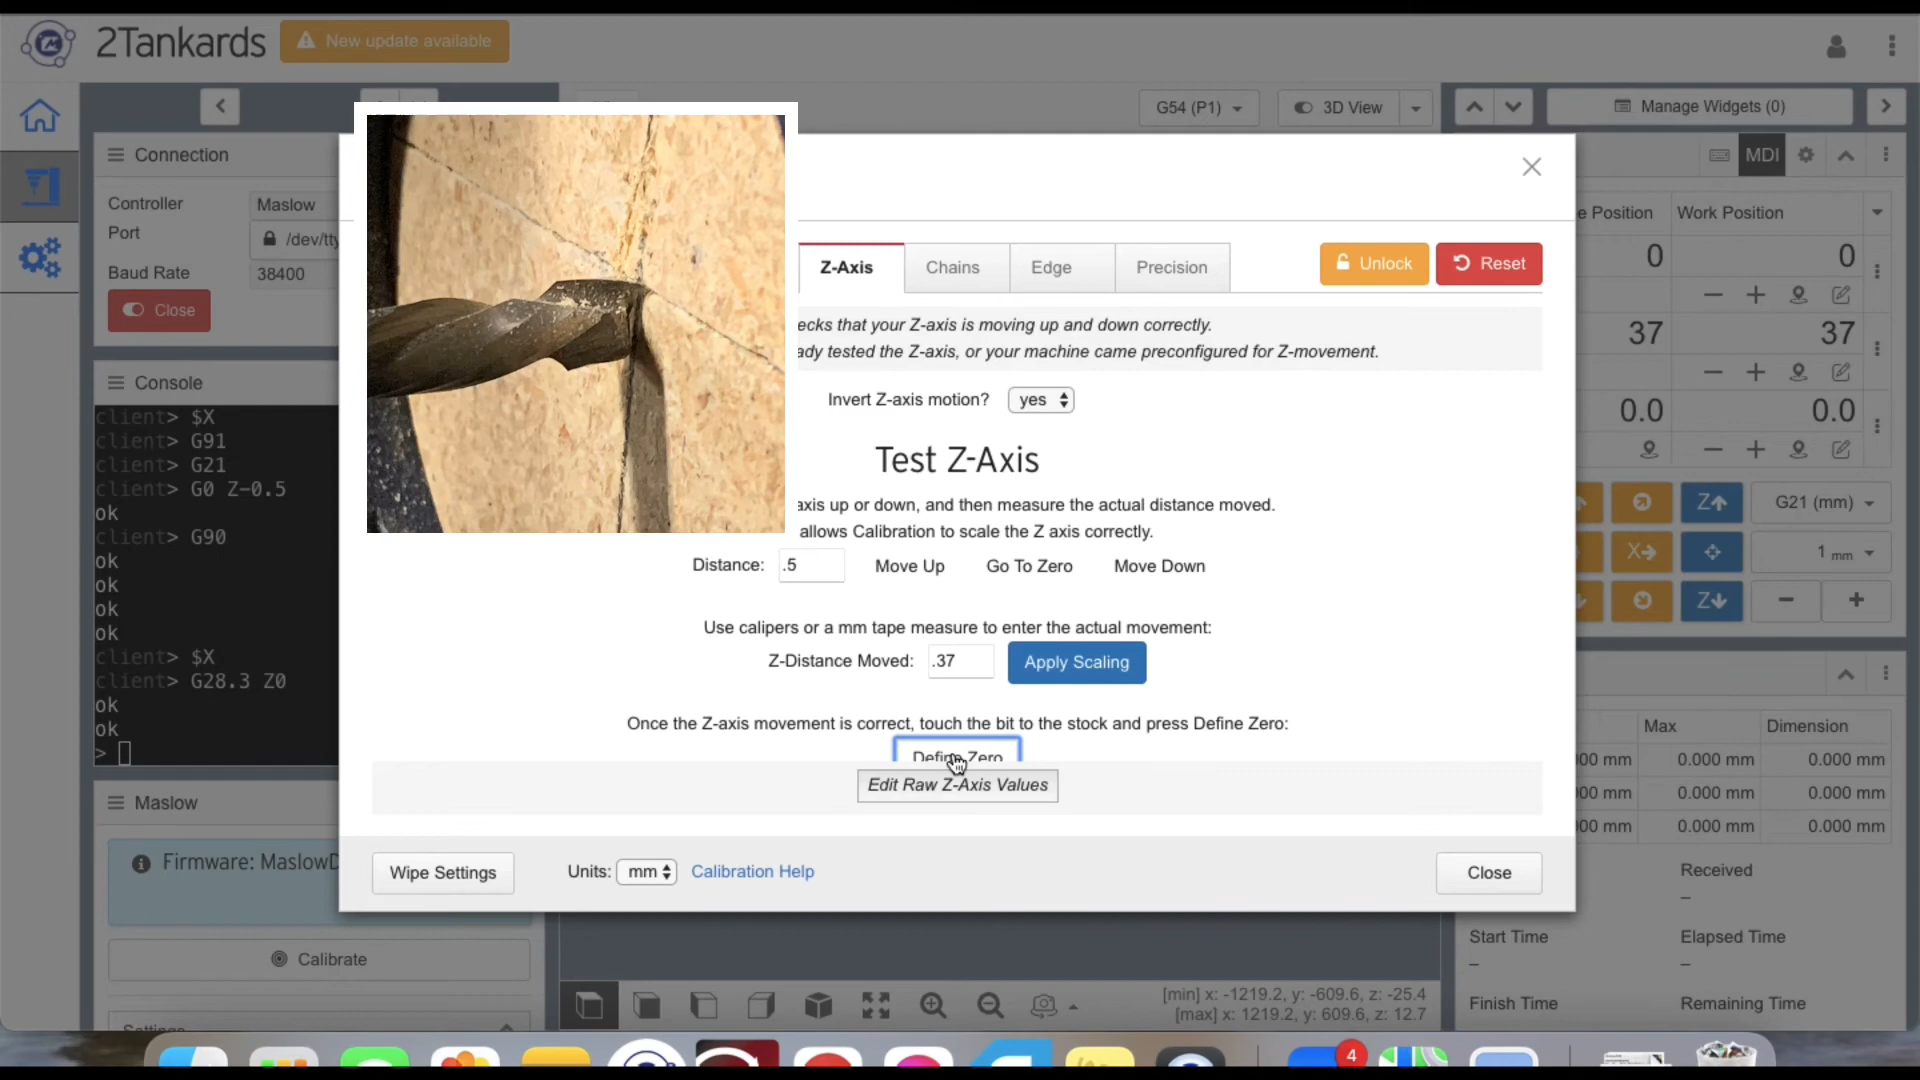 2Tankards
New update available
G54 (P1)
3D View
Manage Widgets (0)
Connection
Controller
Maslow
Port
/dev/tty
Baud Rate
38400
Close
Console
client> $X
client> G91
client> G21
client> G0 Z-0.5
ok
client> G90
ok
ok
ok
ok
client> $X
client> G28.3 Z0
ok
ok
>
Maslow
Firmware: MaslowD
Calibrate
Z-Axis
Chains
Edge
Precision
Unlock
Reset
ecks that your Z-axis is moving up and down correctly.
ady tested the Z-axis, or your machine came preconfigured for Z-movement.
Invert Z-axis motion?
yes
Test Z-Axis
axis up or down, and then measure the actual distance moved.
allows Calibration to scale the Z axis correctly.
Distance:
.5
Move Up
Go To Zero
Move Down
Use calipers or a mm tape measure to enter the actual movement:
Z-Distance Moved:
.37
Apply Scaling
Once the Z-axis movement is correct, touch the bit to the stock and press Define Zero:
Define Zero
Edit Raw Z-Axis Values
Wipe Settings
Units:
mm
Calibration Help
Close
MDI
e Position
Work Position
0
0
37
37
0.0
0.0
Z
G21 (mm)
X
1 mm
Z
Max
Dimension
00 mm
0.000 mm
0.000 mm
00 mm
0.000 mm
0.000 mm
00 mm
0.000 mm
0.000 mm
Received
–
Start Time
Elapsed Time
–
–
Finish Time
Remaining Time
[min] x: -1219.2, y: -609.6, z: -25.4
[max] x: 1219.2, y: 609.6, z: 12.7
4